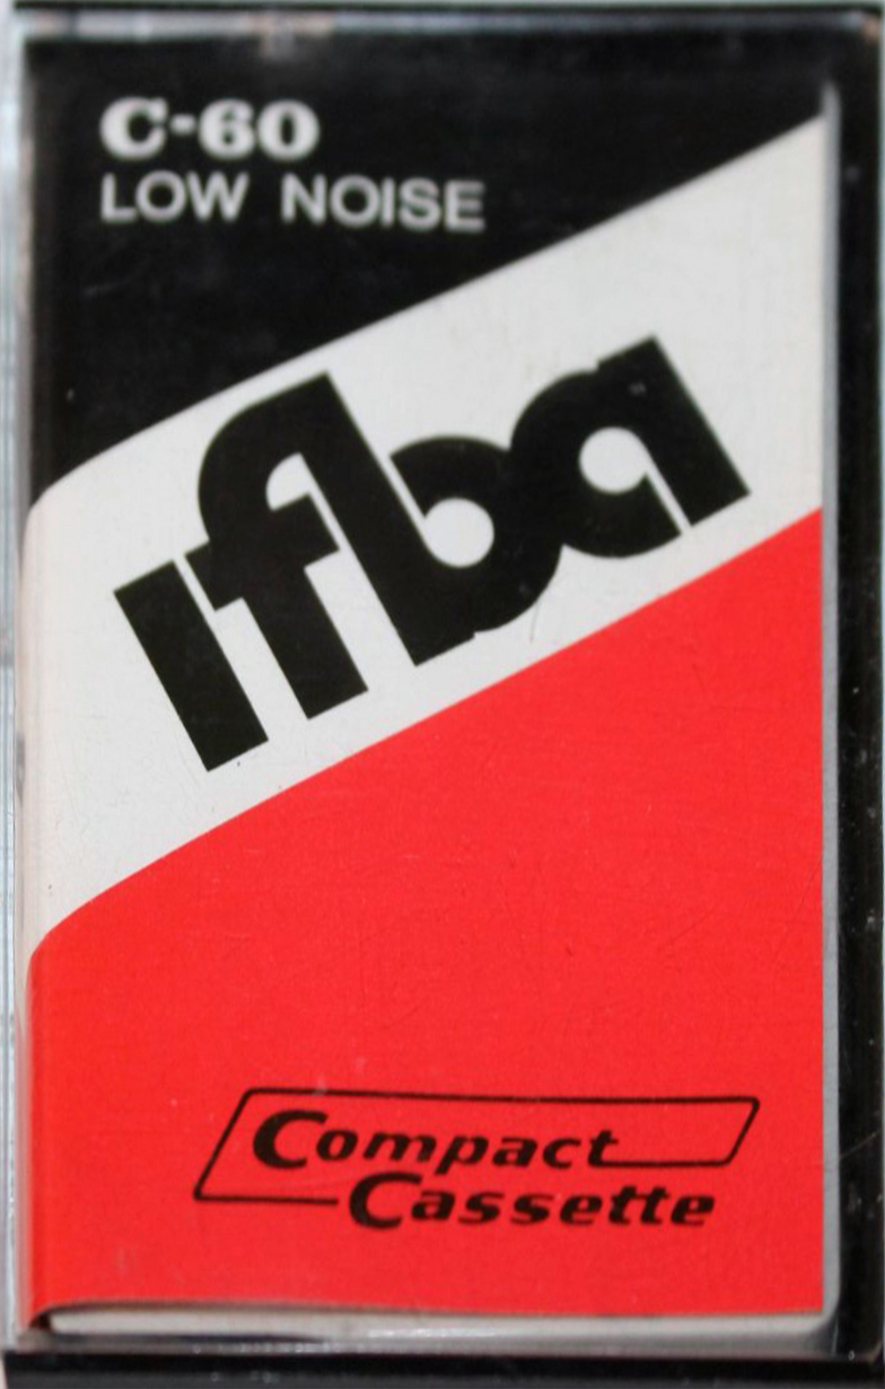 C-60
LOW NOISE
ifba
Compact
Cassette